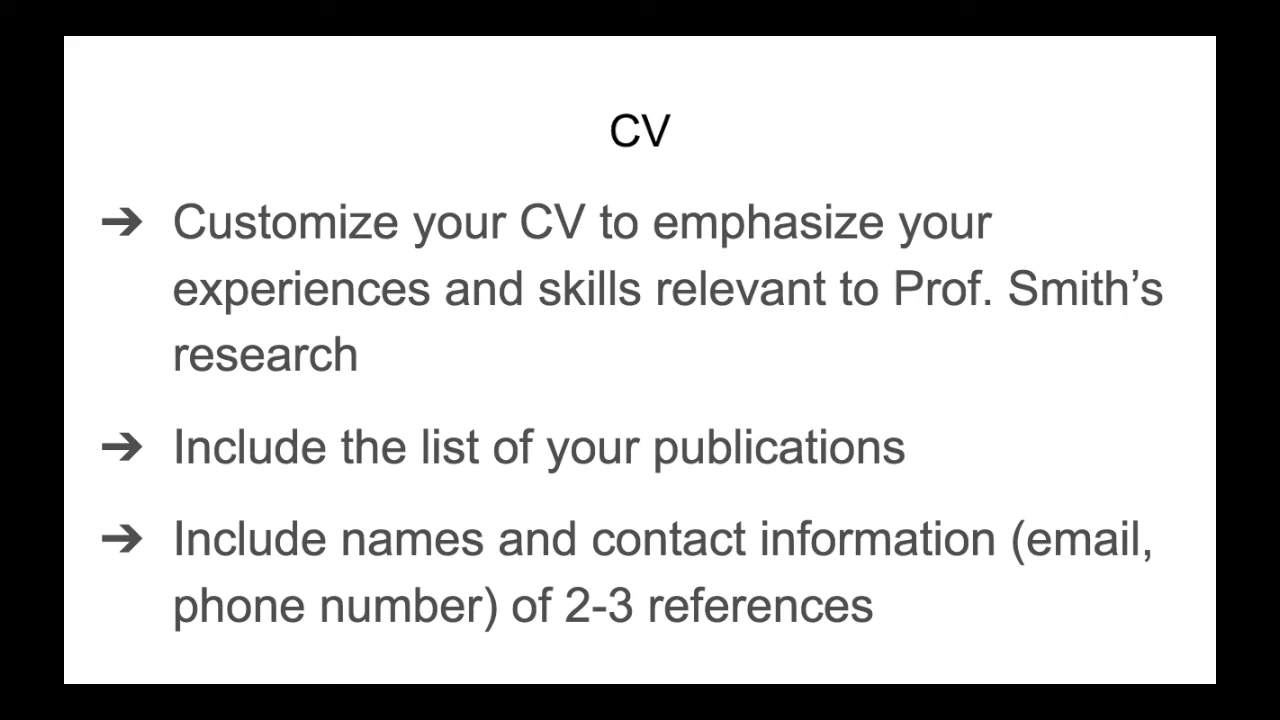 CV
➔ Customize your CV to emphasize your
experiences and skills relevant to Prof. Smith’s
research
➔ Include the list of your publications
➔ Include names and contact information (email,
phone number) of 2-3 references